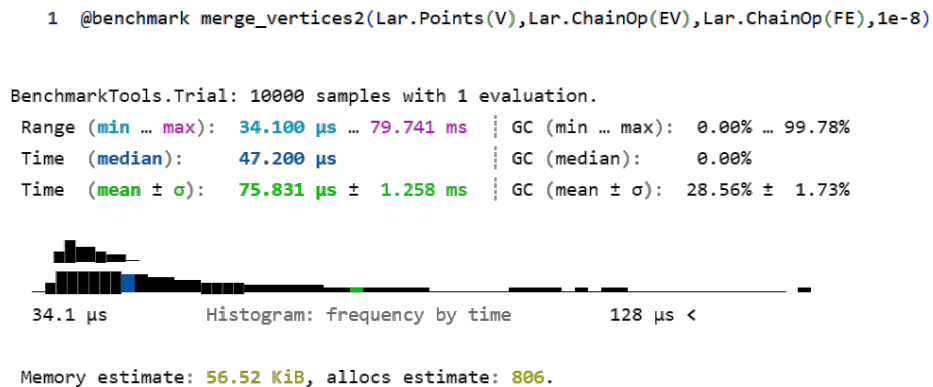 1 @benchmark merge_vertices2(Lar.Points(V),Lar.ChainOp(EV),Lar.ChainOp(FE),1e-8)
BenchmarkTools.Trial: 10000 samples with 1 evaluation.
Range (min … max): 34.100 μs … 79.741 ms ┊ GC (min … max): 0.00% … 99.78%
Time (median): 47.200 μs ┊ GC (median): 0.00%
Time (mean ± σ): 75.831 μs ± 1.258 ms ┊ GC (mean ± σ): 28.56% ± 1.73%
34.1 μs Histogram: frequency by time 128 μs <
Memory estimate: 56.52 KiB, allocs estimate: 806.